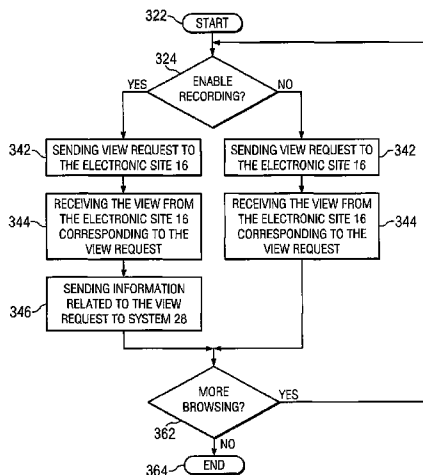 322
START
324
ENABLE
RECORDING?
YES
NO
342
SENDING VIEW REQUEST TO
THE ELECTRONIC SITE 16
SENDING VIEW REQUEST TO
THE ELECTRONIC SITE 16
342
344
RECEIVING THE VIEW FROM
THE ELECTRONIC SITE 16
CORRESPONDING TO THE
VIEW REQUEST
RECEIVING THE VIEW FROM
THE ELECTRONIC SITE 16
CORRESPONDING TO THE
VIEW REQUEST
344
346
SENDING INFORMATION
RELATED TO THE VIEW
REQUEST TO SYSTEM 28
MORE
BROWSING?
YES
362
NO
364
END